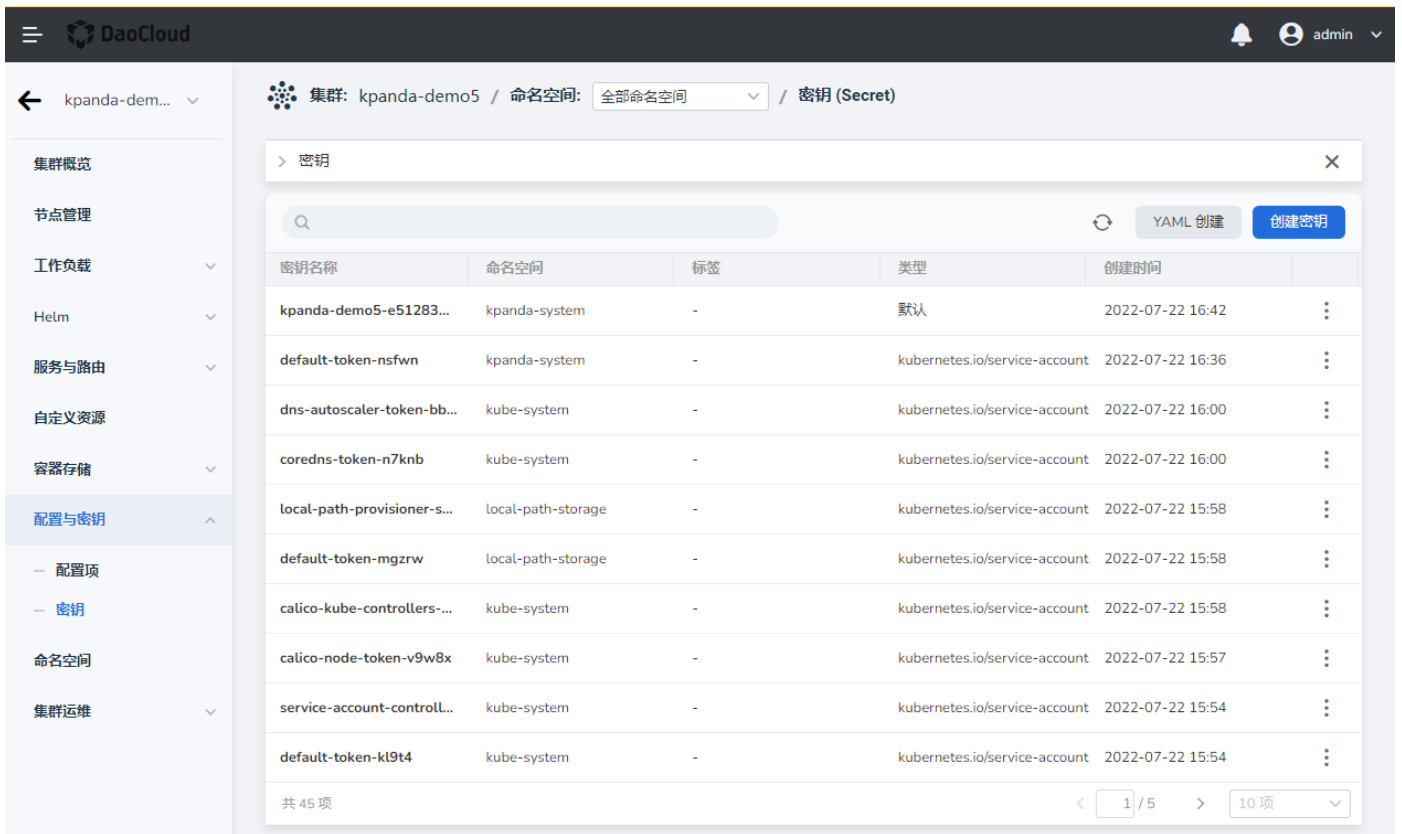 DaoCloud
admin
kpanda-dem...
集群: kpanda-demo5 / 命名空间: 全部命名空间 / 密钥 (Secret)
集群概览
节点管理
工作负载
Helm
服务与路由
自定义资源
容器存储
配置与密钥
配置项
密钥
命名空间
集群运维
密钥
YAML 创建
创建密钥
密钥名称 命名空间 标签 类型 创建时间
kpanda-demo5-e51283... kpanda-system - 默认 2022-07-22 16:42
default-token-nsfwn kpanda-system - kubernetes.io/service-account 2022-07-22 16:36
dns-autoscaler-token-bb... kube-system - kubernetes.io/service-account 2022-07-22 16:00
coredns-token-n7knb kube-system - kubernetes.io/service-account 2022-07-22 16:00
local-path-provisioner-s... local-path-storage - kubernetes.io/service-account 2022-07-22 15:58
default-token-mgzrw local-path-storage - kubernetes.io/service-account 2022-07-22 15:58
calico-kube-controllers-... kube-system - kubernetes.io/service-account 2022-07-22 15:58
calico-node-token-v9w8x kube-system - kubernetes.io/service-account 2022-07-22 15:57
service-account-controll... kube-system - kubernetes.io/service-account 2022-07-22 15:54
default-token-kl9t4 kube-system - kubernetes.io/service-account 2022-07-22 15:54
共 45 项
1 / 5
10 项